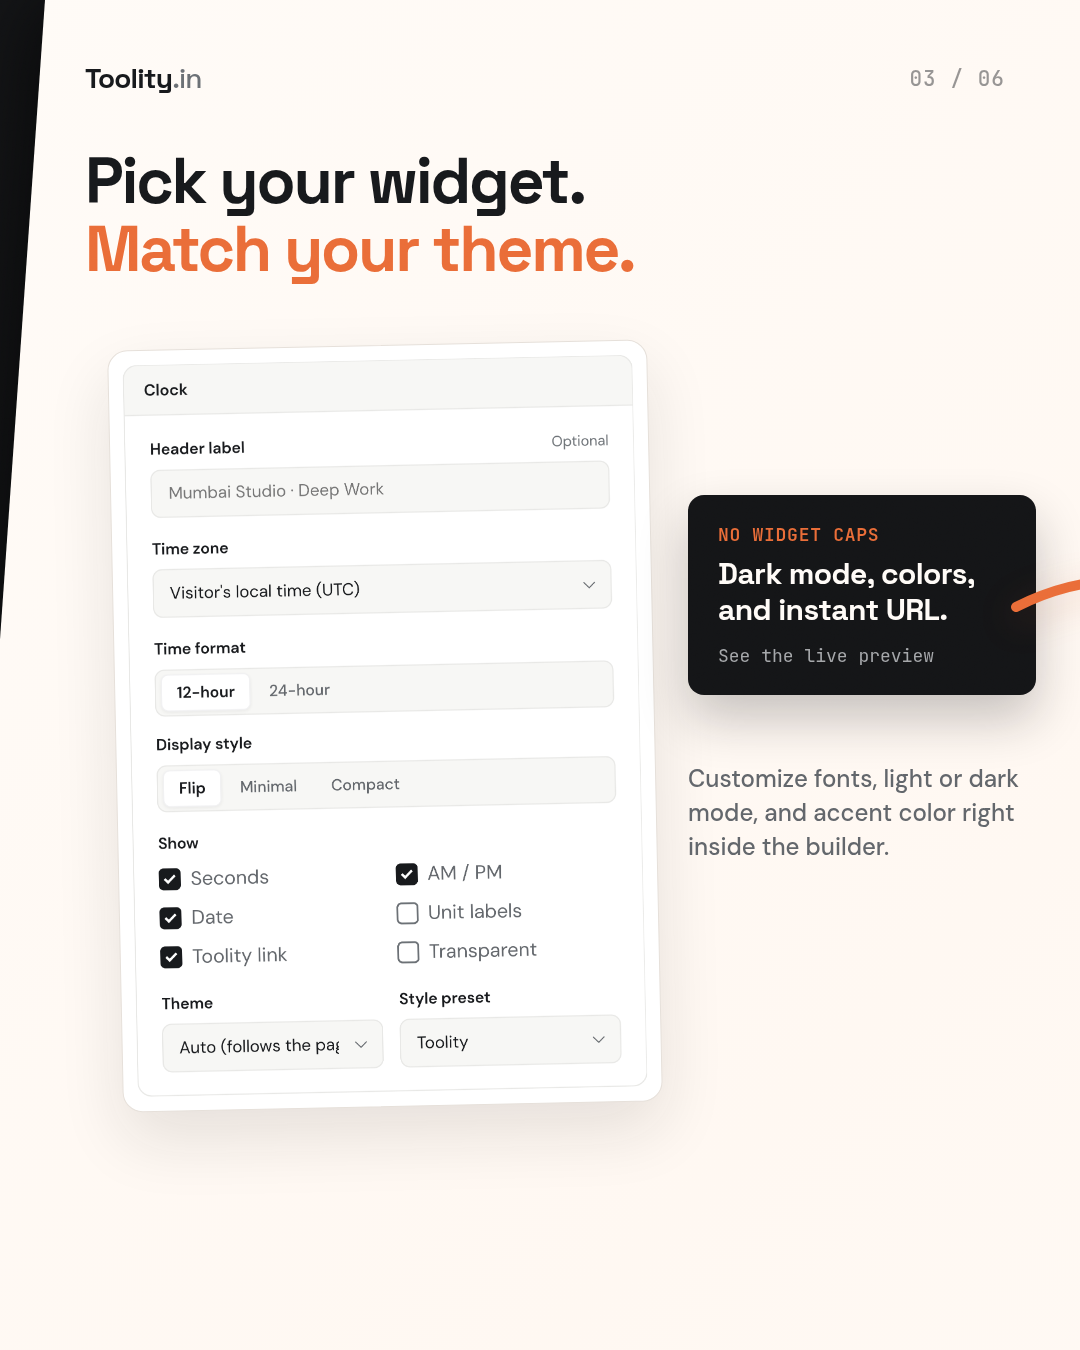 Toolity.in
03 / 06
Pick your widget.
Match your theme.
Clock
Header label
Optional
Mumbai Studio · Deep Work
Time zone
Visitor's local time (UTC)
Time format
12-hour
24-hour
Display style
Flip
Minimal
Compact
Show
Seconds
AM / PM
Date
Unit labels
Toolity link
Transparent
Theme
Style preset
Auto (follows the pag
Toolity
NO WIDGET CAPS
Dark mode, colors,
and instant URL.
See the live preview
Customize fonts, light or dark
mode, and accent color right
inside the builder.